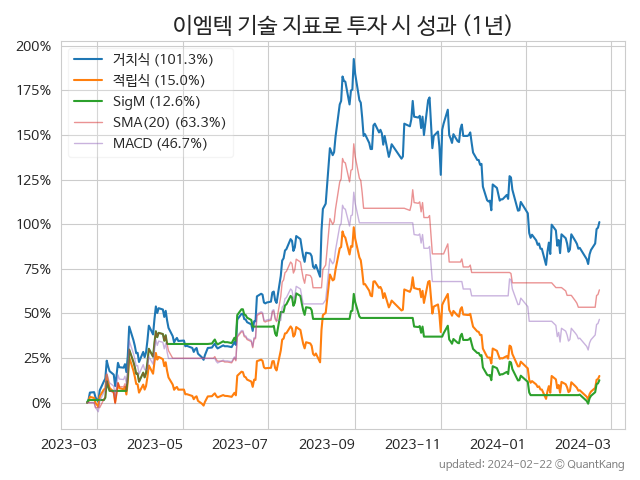 이엠텍 기술 지표로 투자 시 성과 (1년)
200%
175%
150%
125%
100%
75%
50%
25%
0%
거치식 (101.3%)
적립식 (15.0%)
SigM (12.6%)
SMA(20) (63.3%)
MACD (46.7%)
2023-03
2023-05
2023-07
2023-09
2023-11
2024-01
2024-03
updated: 2024-02-22 © QuantKang